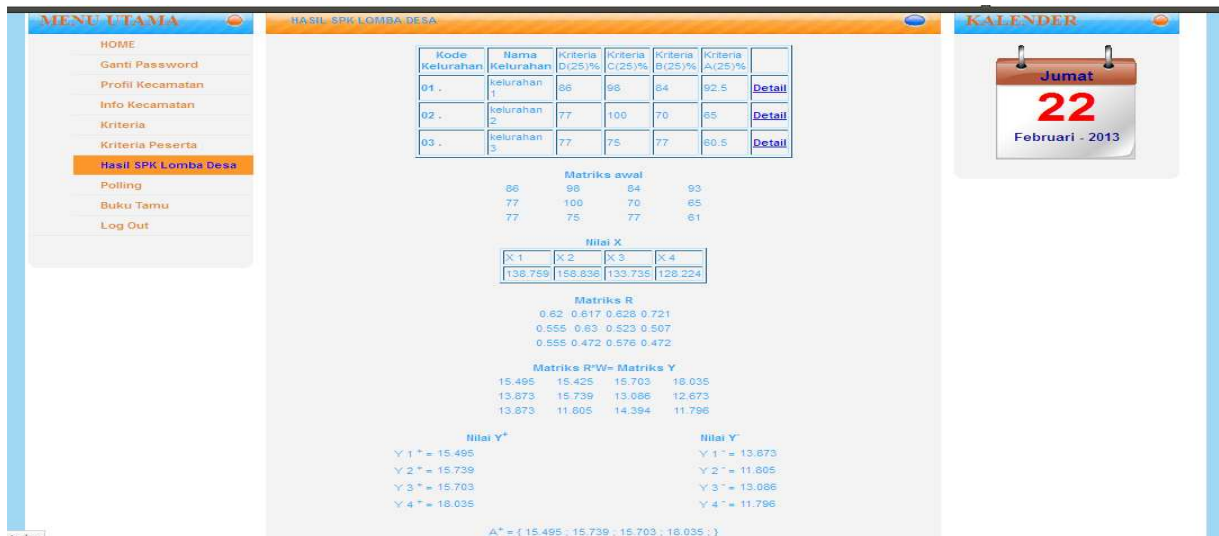 MENU UTAMA
HOME
Ganti Password
Profil Kecamatan
Info Kecamatan
Kriteria
Kriteria Peserta
Hasil SPK Lomba Desa
Polling
Buku Tamu
Log Out
HASIL SPK LOMBA DESA
Kode Kelurahan Nama Kelurahan Kriteria D(25)% Kriteria C(25)% Kriteria B(25)% Kriteria A(25)%
01 . kelurahan 1 86 98 84 92.5 Detail
02 . kelurahan 2 77 100 70 65 Detail
03 . kelurahan 3 77 75 77 60.5 Detail
Matriks awal
86 98 84 93
77 100 70 65
77 75 77 61
Nilai X
X 1 X 2 X 3 X 4
138.759 158.836 133.735 128.224
Matriks R
0.62 0.617 0.628 0.721
0.555 0.63 0.523 0.507
0.555 0.472 0.576 0.472
Matriks R*W= Matriks Y
15.495 15.425 15.703 18.035
13.873 15.739 13.086 12.673
13.873 11.805 14.394 11.796
Nilai Y+ Nilai Y-
Y 1 + = 15.495 Y 1 - = 13.873
Y 2 + = 15.739 Y 2 - = 11.805
Y 3 + = 15.703 Y 3 - = 13.086
Y 4 + = 18.035 Y 4 - = 11.796
A+ = { 15.495 ; 15.739 ; 15.703 ; 18.035 ; }
KALENDER
Jumat
22
Februari - 2013